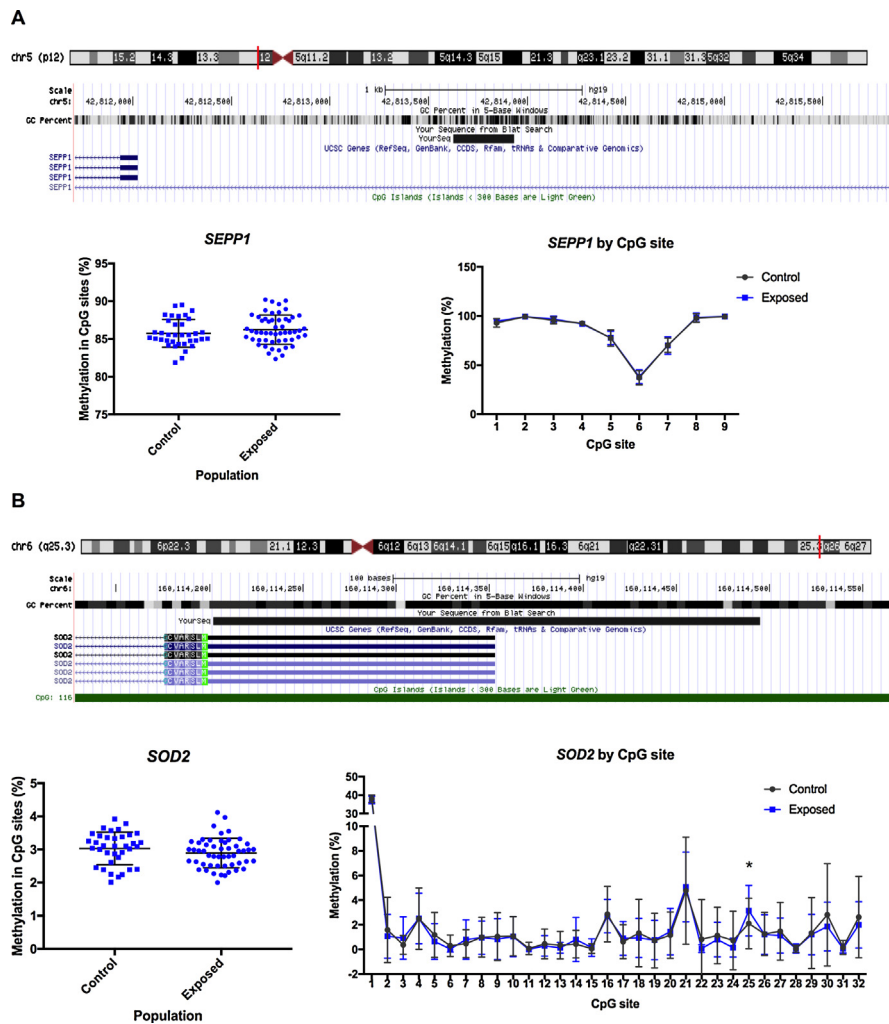 A
chr5 (p12) 15.2 14.3 13.3 12 5q11.2 13.2 5q14.3 5q15 21.3 q23.1 23.2 31.1 31.3 5q32 5q34
Scale 1 kb hg19
chr5: 42,812,000 42,812,500 42,813,000 42,813,500 42,814,000 42,814,500 42,815,000 42,815,500
GC Percent in 5-Base Windows
GC Percent
Your Sequence from Blat Search
YourSeq
UCSC Genes (RefSeq, GenBank, CCDS, Rfam, tRNAs & Comparative Genomics)
SEPP1
SEPP1
SEPP1
SEPP1
CpG Islands (Islands < 300 Bases are Light Green)
SEPP1
Methylation in CpG sites (%)
95
90
85
80
75
Control Exposed
Population
SEPP1 by CpG site
Control
Exposed
Methylation (%)
150
100
50
0
1 2 3 4 5 6 7 8 9
CpG site
B
chr6 (q25.3) 6p22.3 21.1 12.3 6q12 6q13 6q14.1 6q15 q16.1 16.3 6q21 q22.31 25.3 q26 6q27
Scale 100 bases hg19
chr6: 160,114,200 160,114,250 160,114,300 160,114,350 160,114,400 160,114,450 160,114,500 160,114,550
GC Percent in 5-Base Windows
GC Percent
Your Sequence from Blat Search
YourSeq
UCSC Genes (RefSeq, GenBank, CCDS, Rfam, tRNAs & Comparative Genomics)
SOD2 C V A R S L M
SOD2
SOD2 C V A R S L M
SOD2 C V A R S L M
SOD2
SOD2 C V A R S L M
CpG Islands (Islands < 300 Bases are Light Green)
CpG: 116
SOD2
Methylation in CpG sites (%)
5
4
3
2
1
0
Control Exposed
Population
SOD2 by CpG site
Control
Exposed
Methylation (%)
50
40
30
20
10
8
6
4
2
0
-2
*
1 2 3 4 5 6 7 8 9 10 11 12 13 14 15 16 17 18 19 20 21 22 23 24 25 26 27 28 29 30 31 32
CpG site